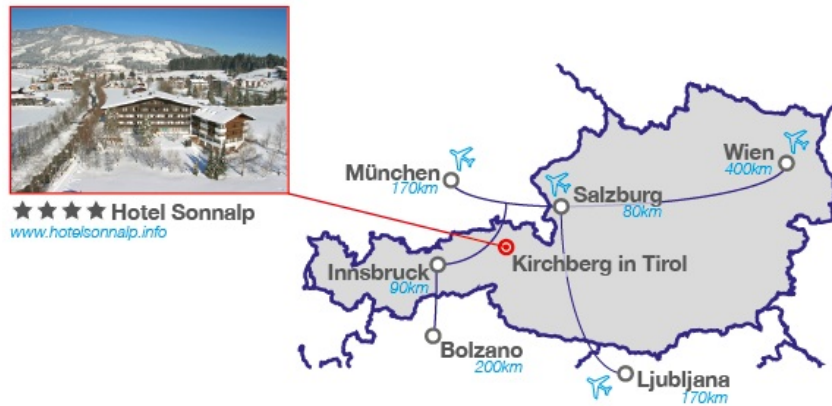 ★★★★ Hotel Sonnalp
www.hotelsonnalp.info
München
170km
Wien
400km
Salzburg
80km
Innsbruck
90km
Kirchberg in Tirol
Bolzano
200km
Ljubljana
170km